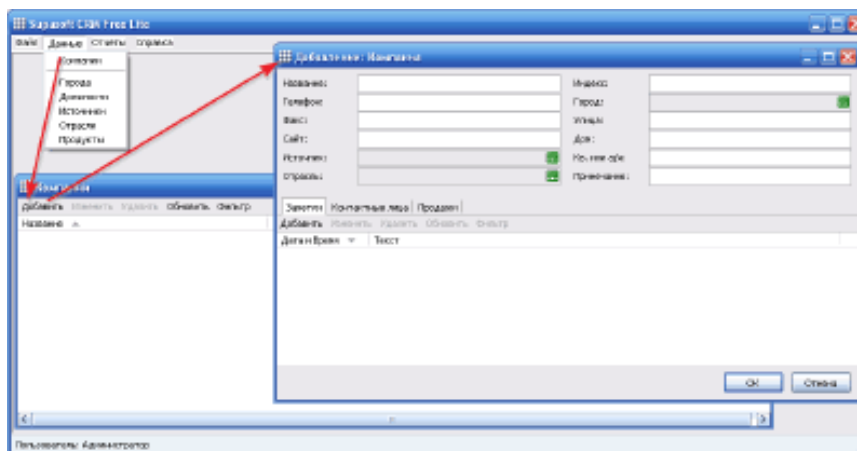 Supasoft CRM Free Lite
Файл Данные Отчеты Справка
Компании
Города
Должности
Источники
Отрасли
Продукты
Добавление: Компания
Название:
Телефон:
Факс:
Сайт:
Источник:
Отрасль:
Индекс:
Город:
Улица:
Дом:
Примечание:
Заметки Контактные лица Продажи
Добавить Изменить Удалить Обновить Фильтр
Дата и Время Текст
OK Отмена
Компании
Добавить Изменить Удалить Обновить Фильтр
Название
Пользователь: Администратор